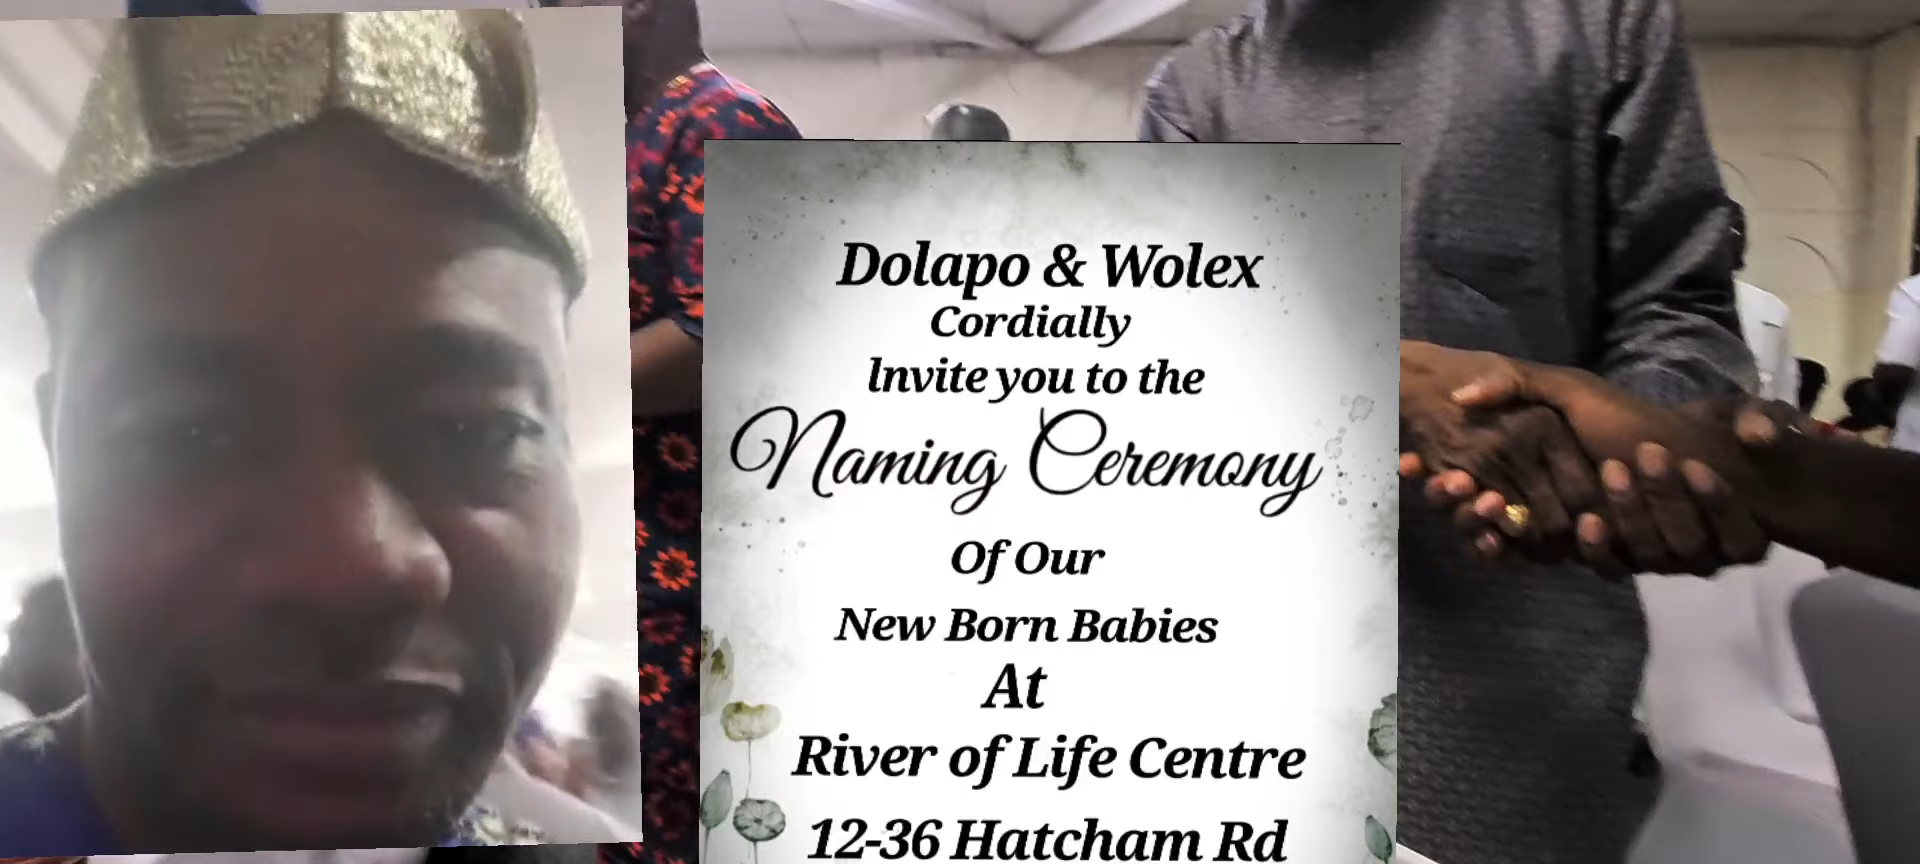 Dolapo & Wolex
Cordially
Invite you to the
Naming Ceremony
Of Our
New Born Babies
At
River of Life Centre
12-36 Hatcham Rd